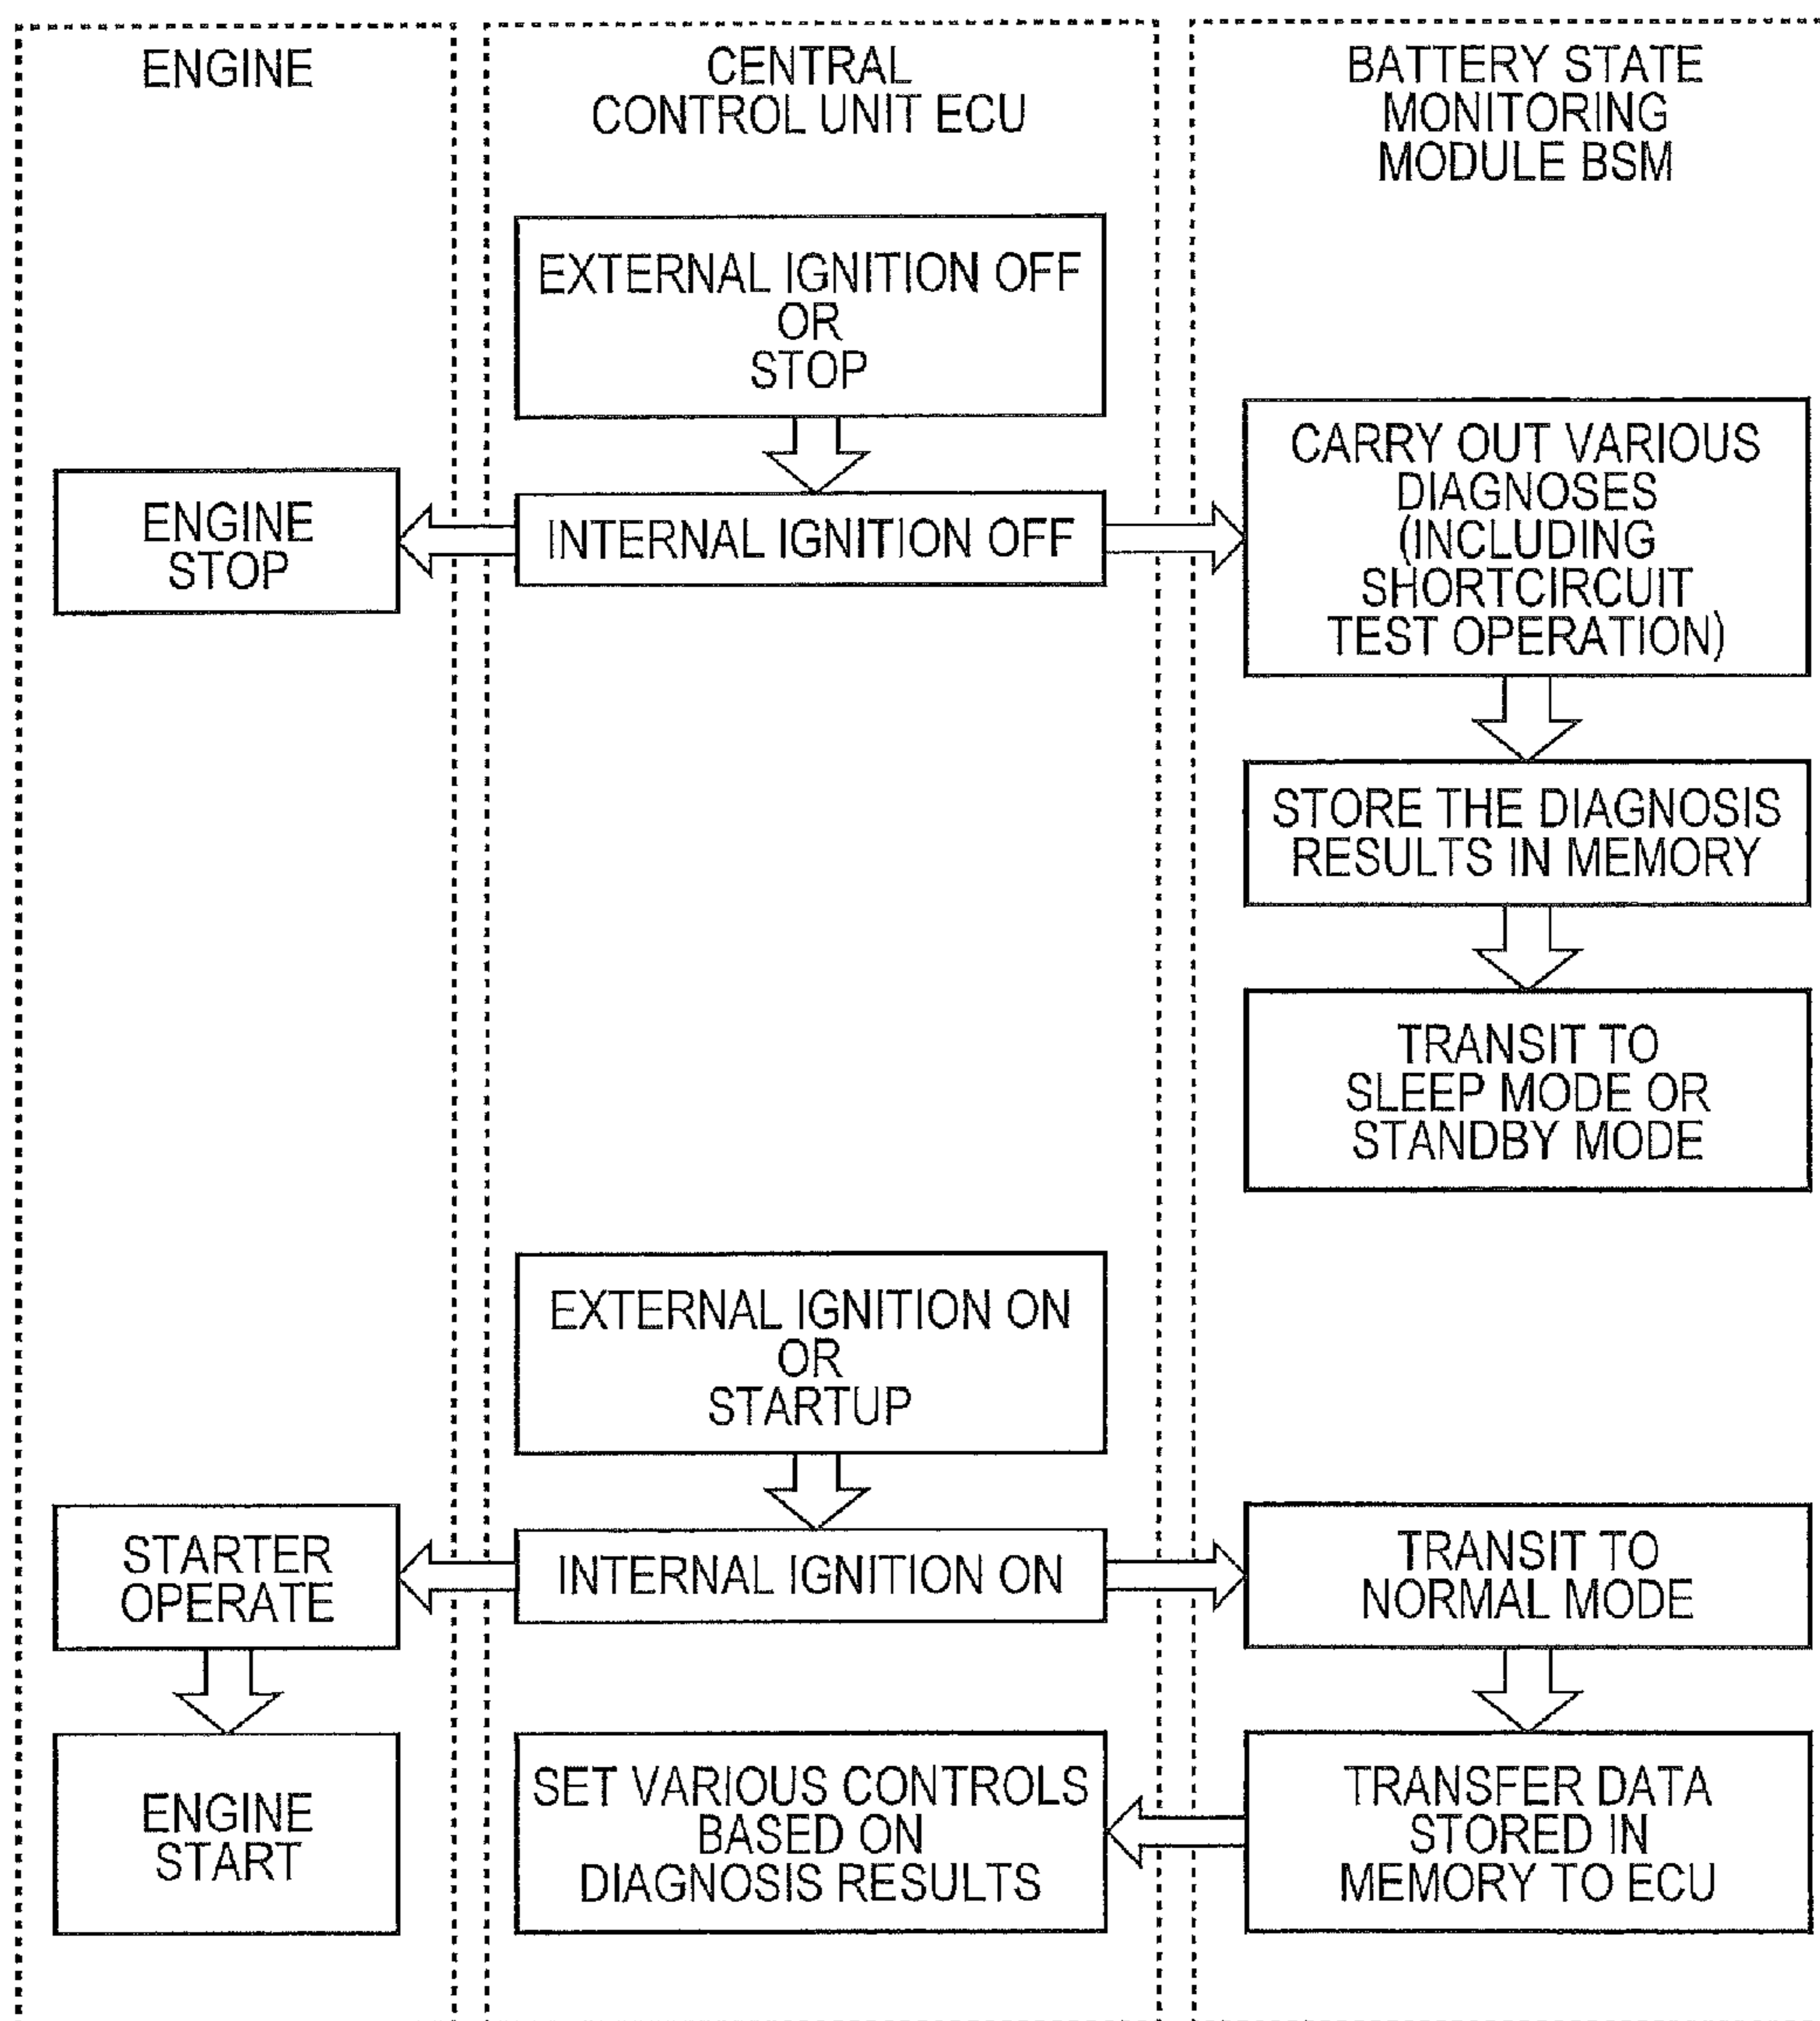 ENGINE
CENTRAL
CONTROL UNIT ECU
BATTERY STATE
MONITORING
MODULE BSM
EXTERNAL IGNITION OFF
OR
STOP
ENGINE
STOP
INTERNAL IGNITION OFF
CARRY OUT VARIOUS
DIAGNOSES
(INCLUDING
SHORTCIRCUIT
TEST OPERATION)
STORE THE DIAGNOSIS
RESULTS IN MEMORY
TRANSIT TO
SLEEP MODE OR
STANDBY MODE
EXTERNAL IGNITION ON
OR
STARTUP
STARTER
OPERATE
INTERNAL IGNITION ON
TRANSIT TO
NORMAL MODE
ENGINE
START
SET VARIOUS CONTROLS
BASED ON
DIAGNOSIS RESULTS
TRANSFER DATA
STORED IN
MEMORY TO ECU